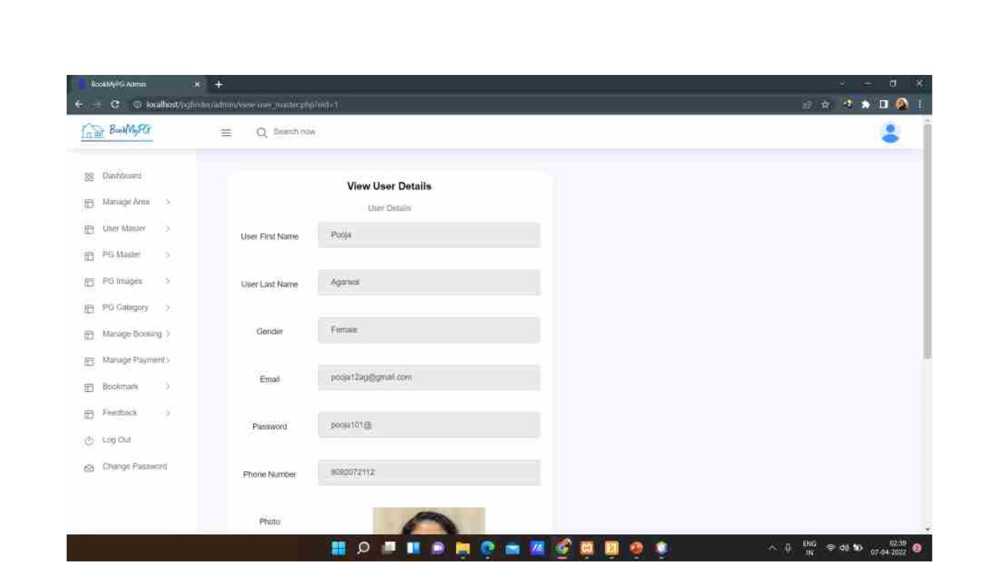 BookMyPG Admin
localhost/pgfinder/admin/view-user_master.php?uid=1
BookMyPG
Search now
Dashboard
Manage Area
User Master
PG Master
PG Images
PG Category
Manage Booking
Manage Payment
Bookmark
Feedback
Log Out
Change Password
View User Details
User Details
User First Name
Pooja
User Last Name
Agarwal
Gender
Female
Email
pooja12ag@gmail.com
Password
pooja101@
Phone Number
9092072112
Photo
ENG
IN
02:39
07-04-2022